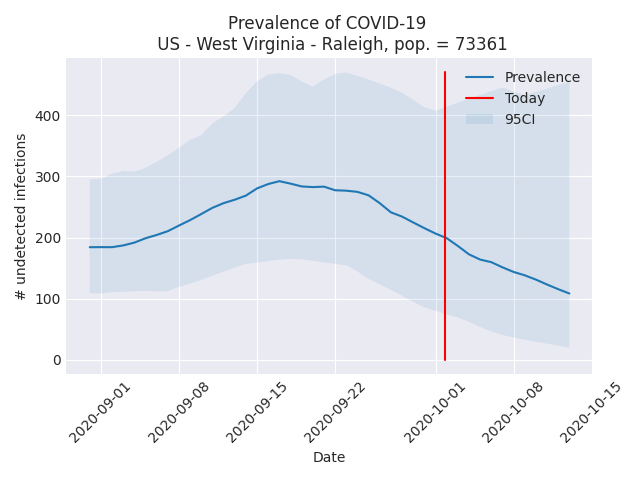 Prevalence of COVID-19
US - West Virginia - Raleigh, pop. = 73361
Prevalence
Today
95CI
# undetected infections
400
300
200
100
0
2020-09-01
2020-09-08
2020-09-15
2020-09-22
2020-10-01
2020-10-08
2020-10-15
Date